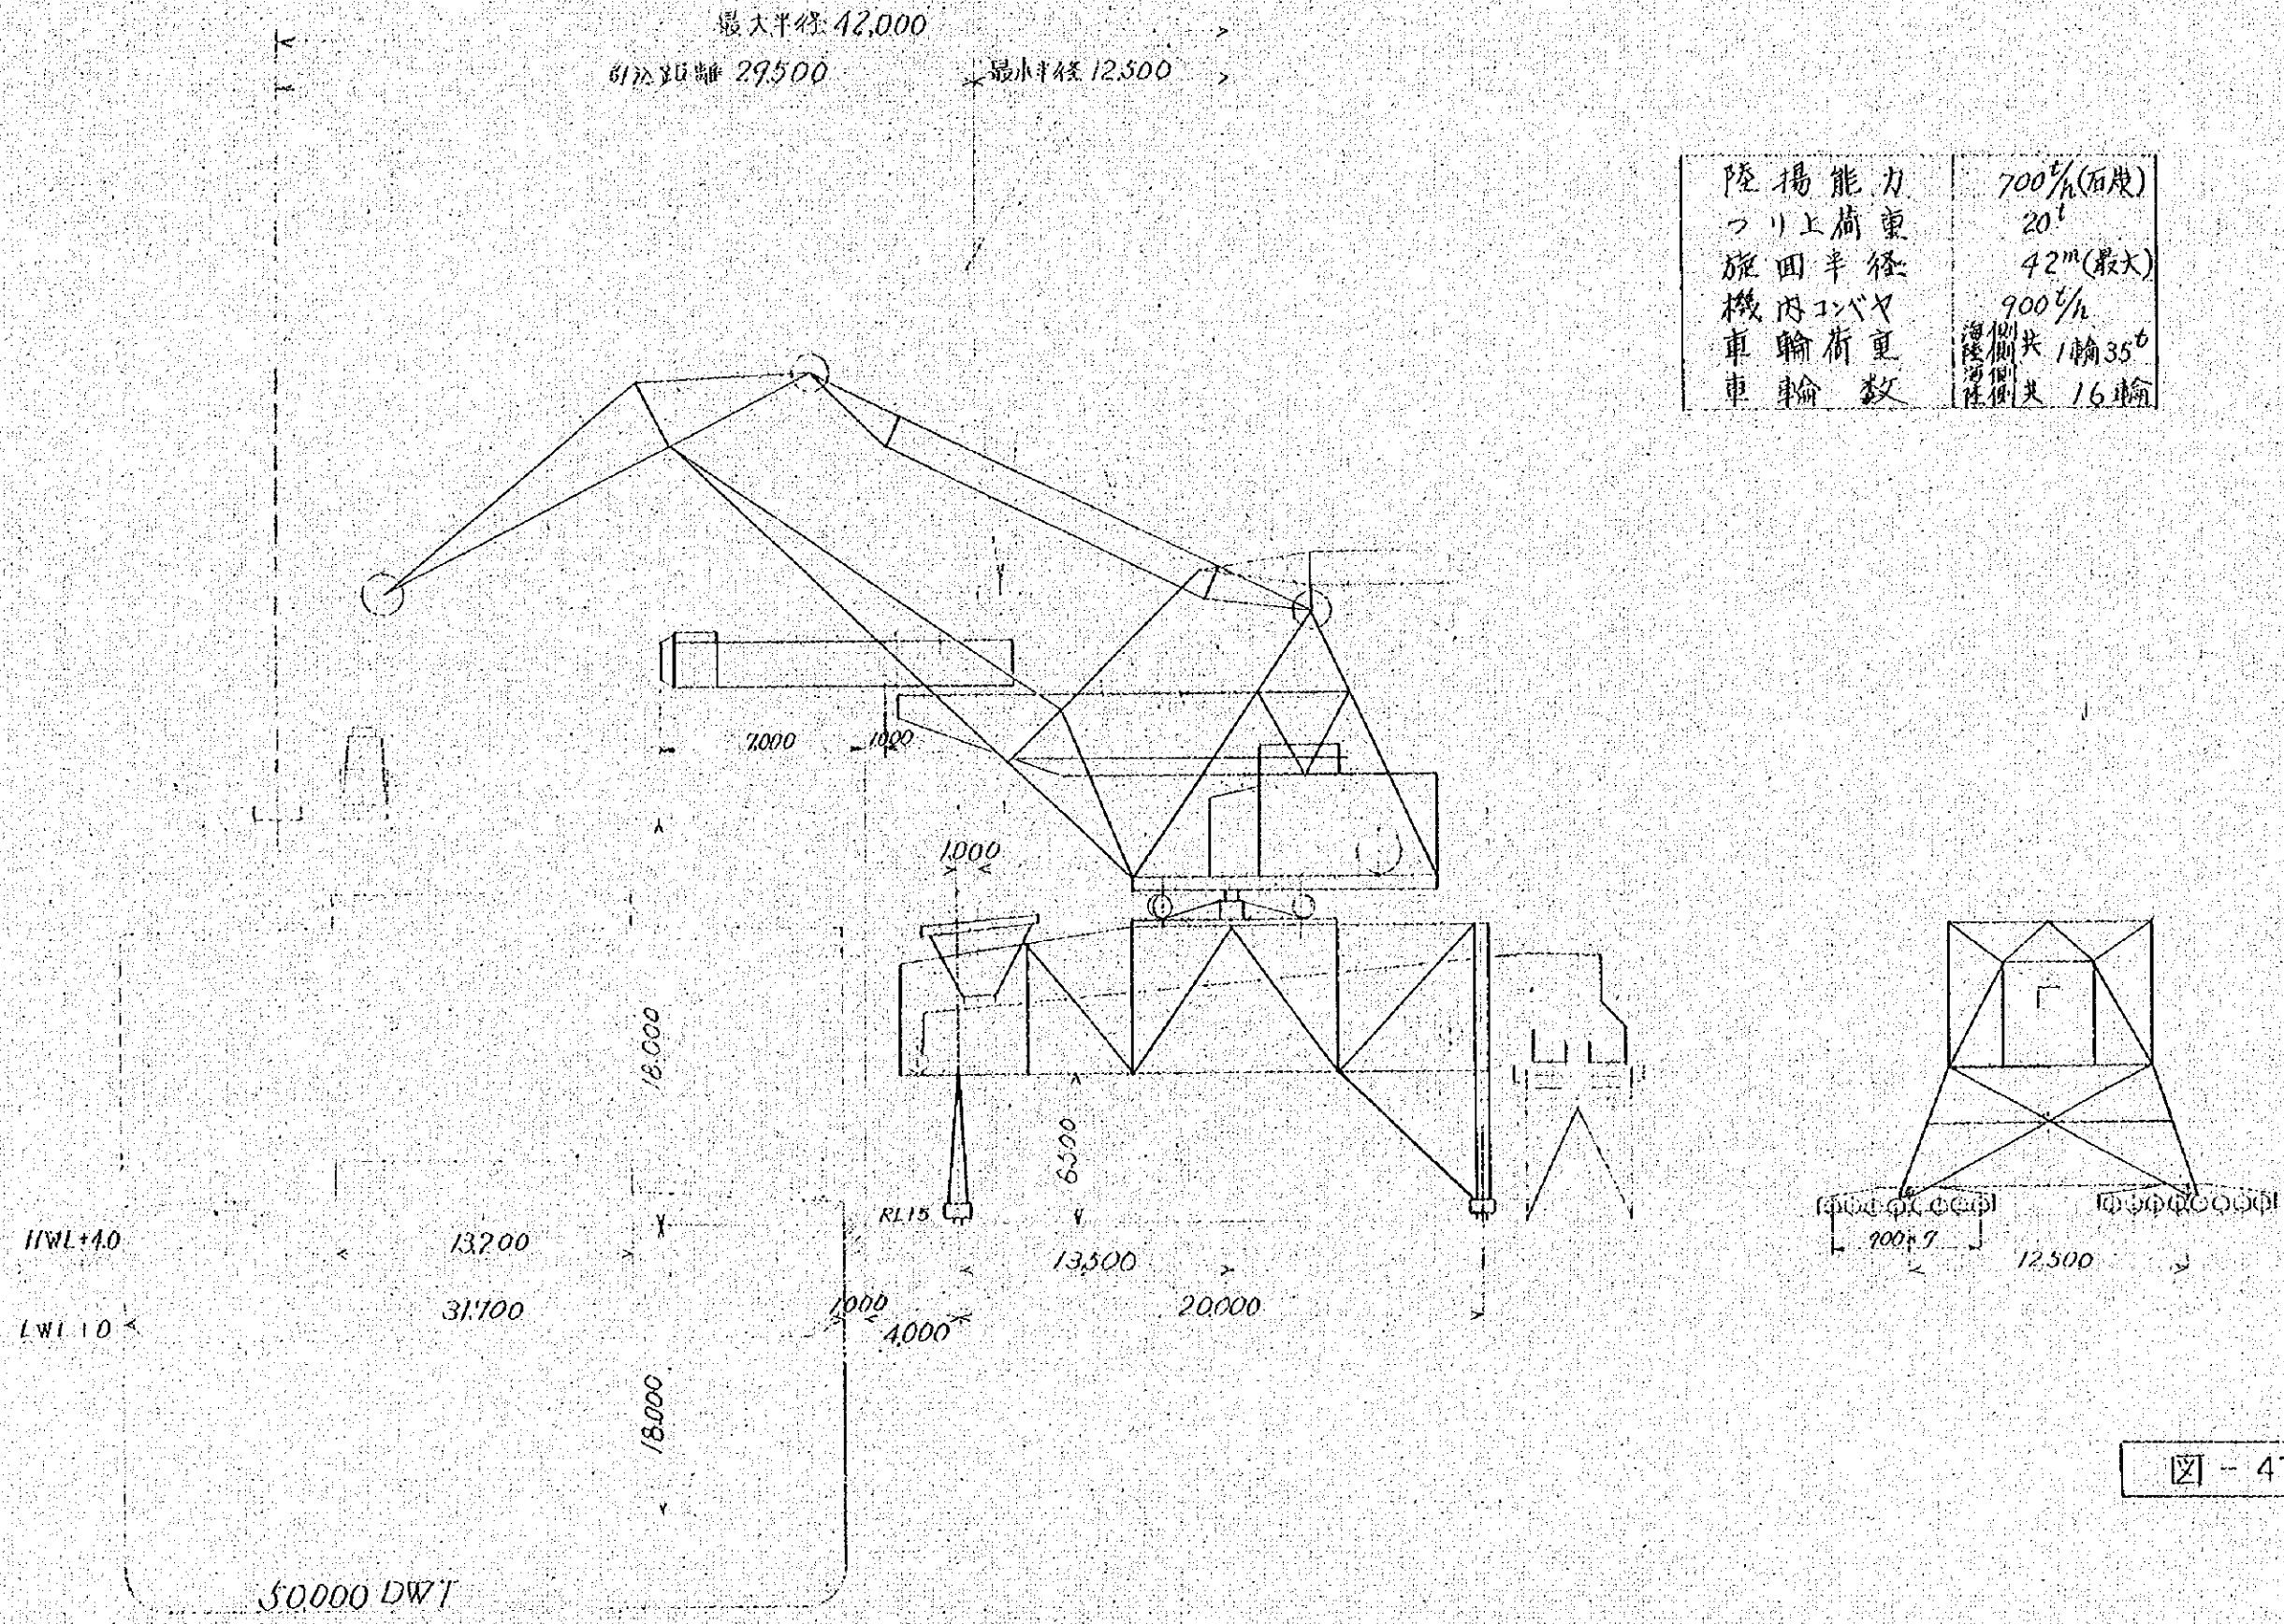 最大半径 42,000
引込距離 29,500 最小半径 12,500
陸揚能力 700t/h(石炭)
つり上荷重 20t
旋回半径 42m(最大)
機内コンベヤ 900t/h
車輪荷重 海側陸側共 1輪35t
車輪数 海側陸側共 16輪
7,000 1,000
1,000
18,000
6,500
RL15
HWL+4.0 13,200 13,500 900×7 12,500
LWL±0 31,700 1,000 4,000 20,000
18,000
図-4
50,000 DWT